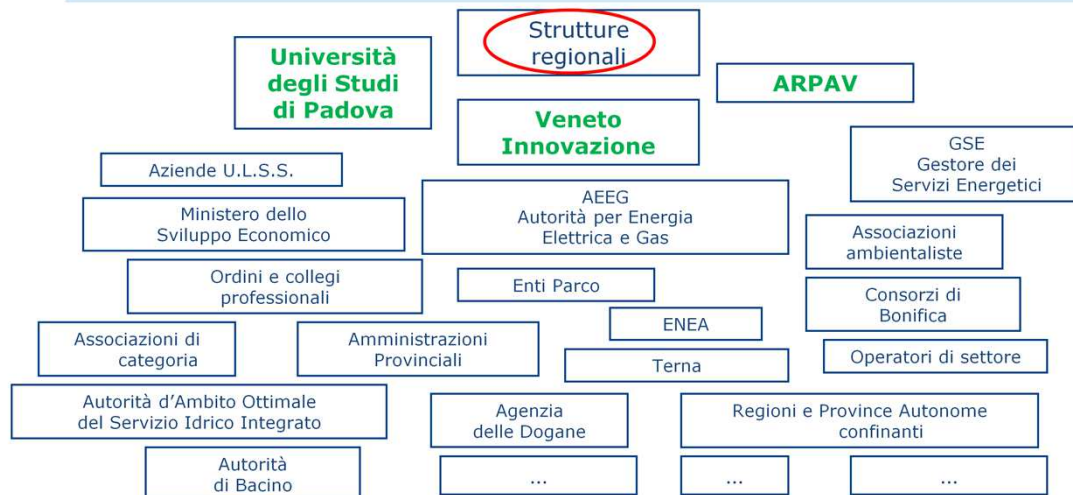 Strutture
regionali
Università
degli Studi
di Padova
ARPAV
Veneto
Innovazione
GSE
Gestore dei
Servizi Energetici
Aziende U.L.S.S.
AEEG
Autorità per Energia
Elettrica e Gas
Ministero dello
Sviluppo Economico
Associazioni
ambientaliste
Ordini e collegi
professionali
Enti Parco
Consorzi di
Bonifica
ENEA
Associazioni di
categoria
Amministrazioni
Provinciali
Terna
Operatori di settore
Autorità d’Ambito Ottimale
del Servizio Idrico Integrato
Agenzia
delle Dogane
Regioni e Province Autonome
confinanti
Autorità
di Bacino
...
...
...